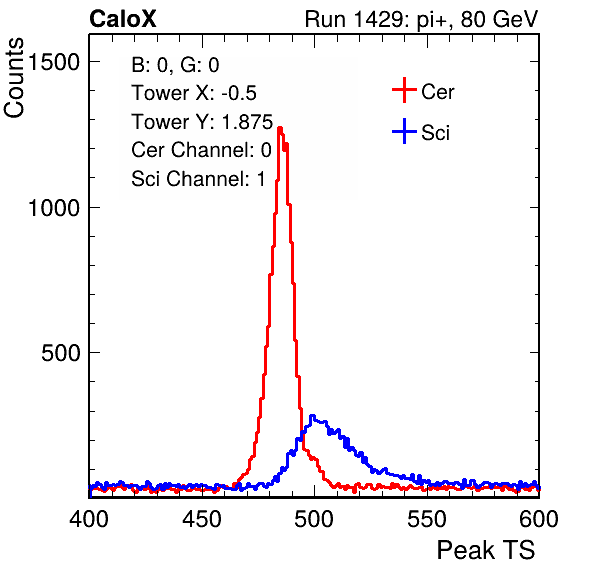 CaloX Run 1429: pi+, 80 GeV
Counts
1500
1000
500
B: 0, G: 0
Tower X: -0.5
Tower Y: 1.875
Cer Channel: 0
Sci Channel: 1
Cer
Sci
400 450 500 550 600
Peak TS